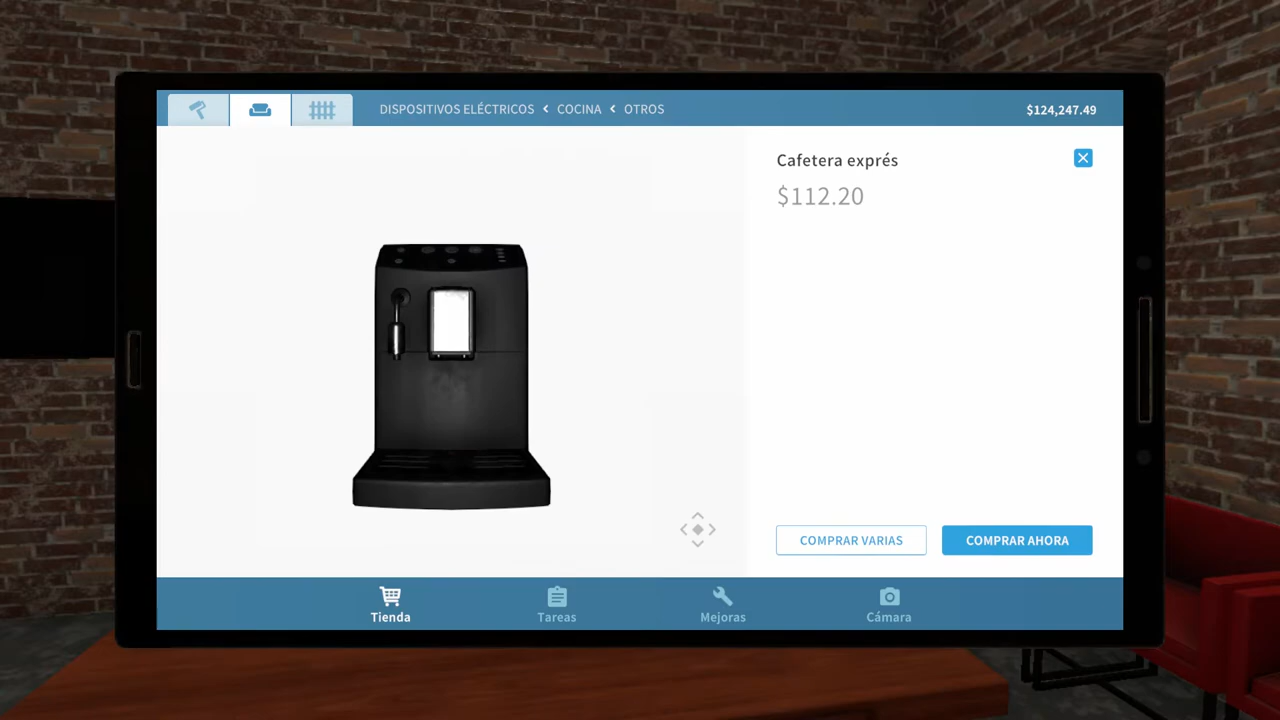 DISPOSITIVOS ELÉCTRICOS < COCINA < OTROS
$124,247.49
Cafetera exprés
$112.20
COMPRAR VARIAS
COMPRAR AHORA
Tienda
Tareas
Mejoras
Cámara